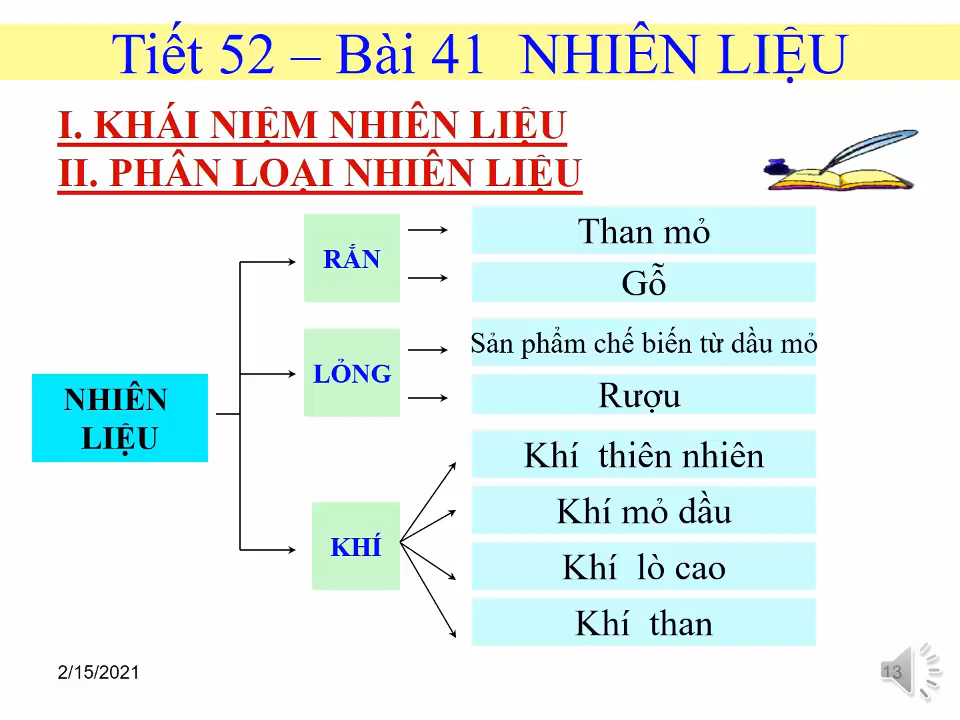 Tiết 52 – Bài 41 NHIÊN LIỆU
I. KHÁI NIỆM NHIÊN LIỆU
II. PHÂN LOẠI NHIÊN LIỆU
NHIÊN
LIỆU
RẮN
Than mỏ
Gỗ
LỎNG
Sản phẩm chế biến từ dầu mỏ
Rượu
KHÍ
Khí thiên nhiên
Khí mỏ dầu
Khí lò cao
Khí than
2/15/2021
13